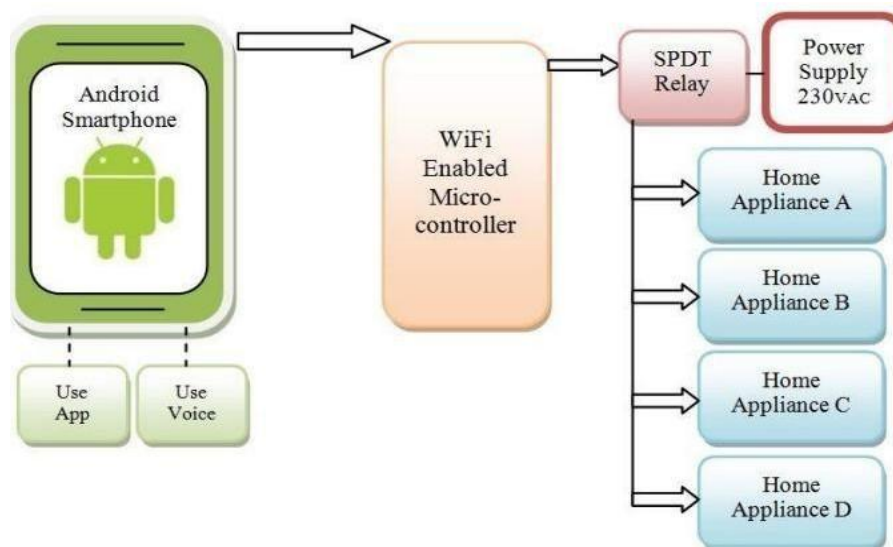 Android
Smartphone
Use
App
Use
Voice
WiFi
Enabled
Micro-
controller
SPDT
Relay
Power
Supply
230VAC
Home
Appliance A
Home
Appliance B
Home
Appliance C
Home
Appliance D